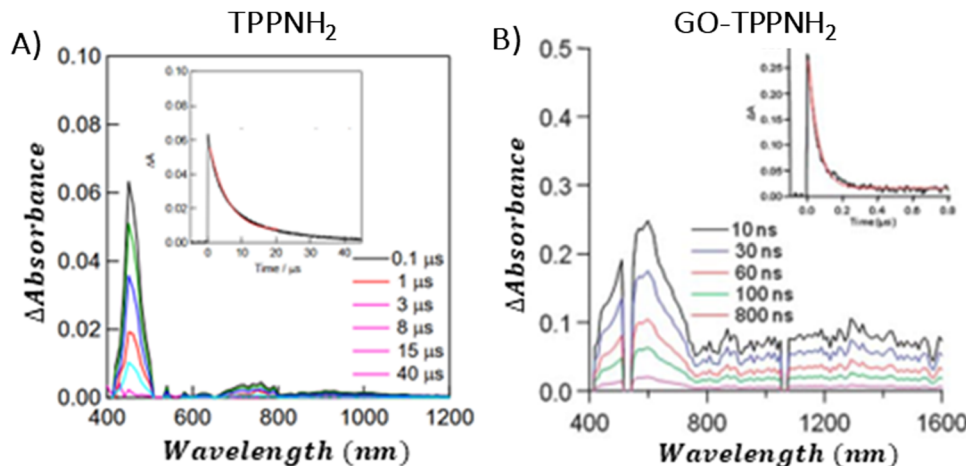 A)
TPPNH₂
0.10
0.08
0.06
0.04
0.02
0.00
ΔAbsorbance
400
600
800
1000
1200
Wavelength (nm)
0.10
0.08
0.06
0.04
0.02
0.00
ΔA
0
20
40
Time / μs
0.1 μs
1 μs
3 μs
8 μs
15 μs
40 μs
B)
GO-TPPNH₂
0.5
0.4
0.3
0.2
0.1
0.0
ΔAbsorbance
400
800
1200
1600
Wavelength (nm)
0.25
0.20
0.15
0.10
0.05
0.00
ΔA
0.0
0.2
0.4
0.6
0.8
Time(μs)
10 ns
30 ns
60 ns
100 ns
800 ns